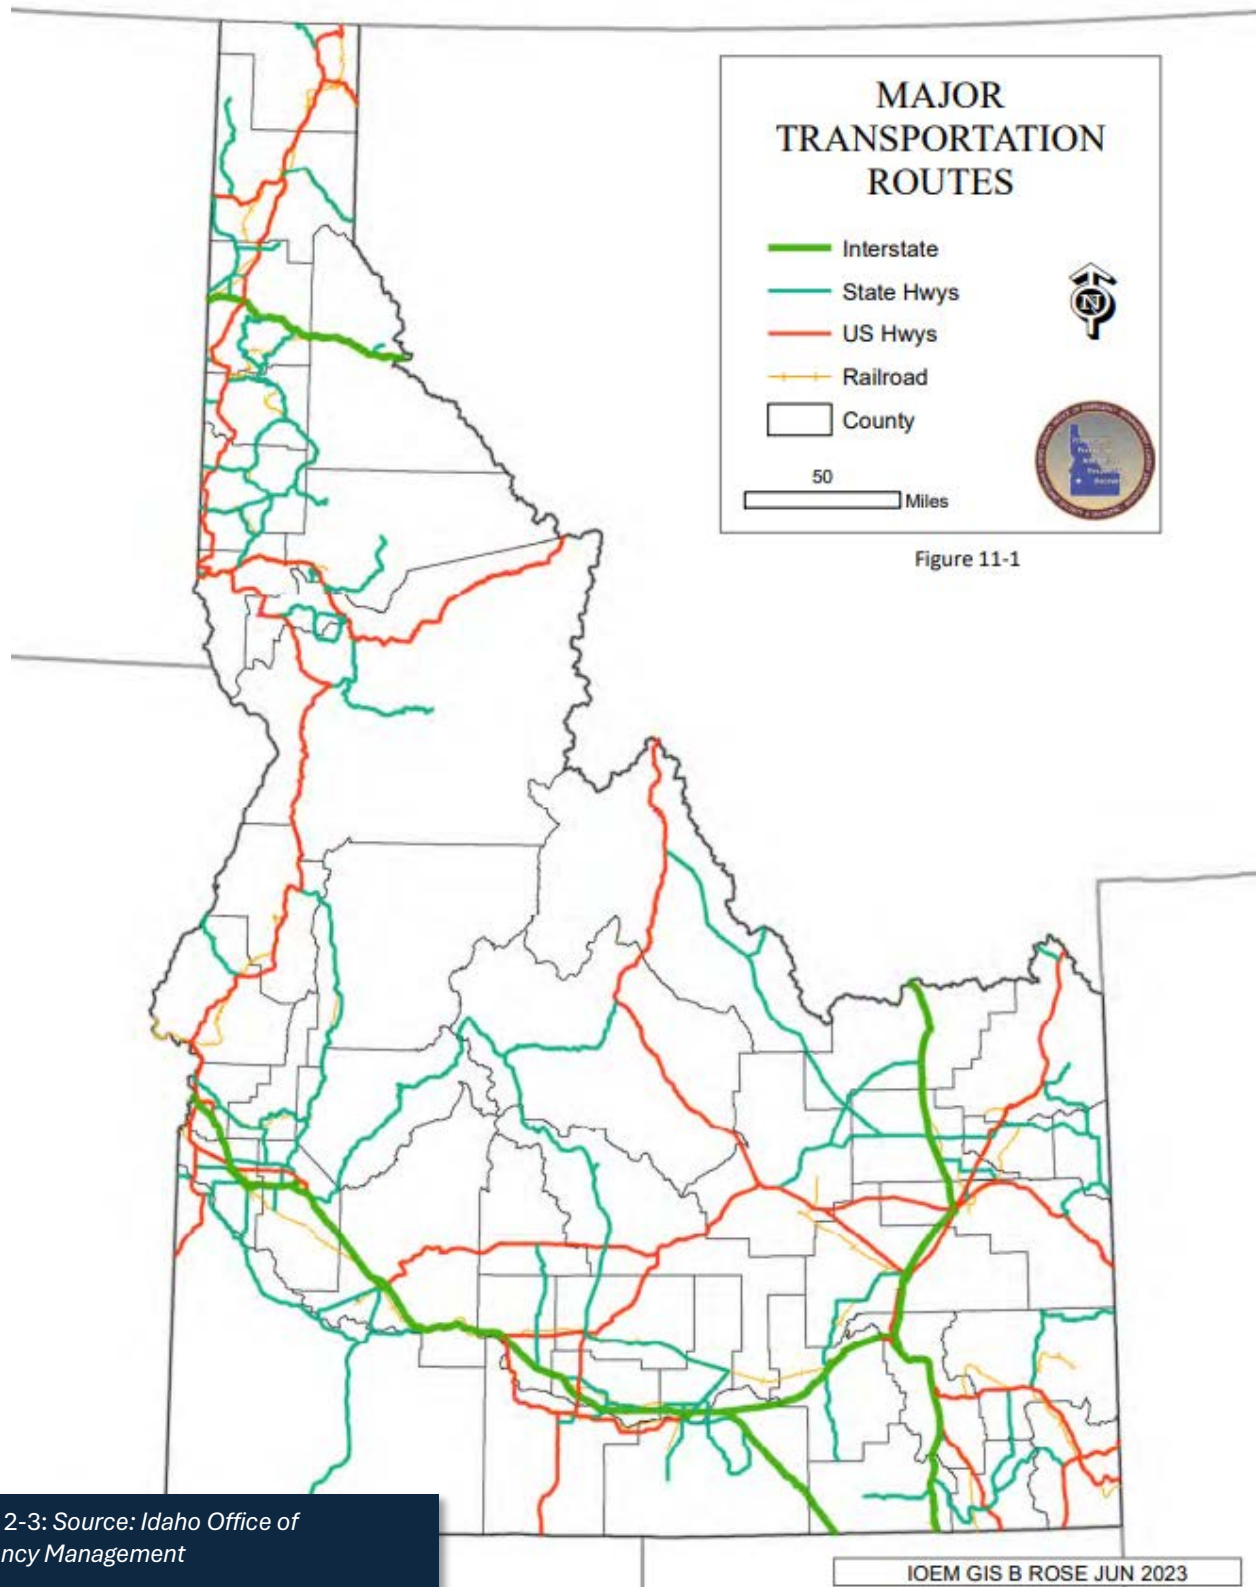 MAJOR
TRANSPORTATION
ROUTES
Interstate
State Hwys
US Hwys
Railroad
County
N
50
Miles
Figure 11-1
2-3: Source: Idaho Office of
ncy Management
IOEM GIS B ROSE JUN 2023